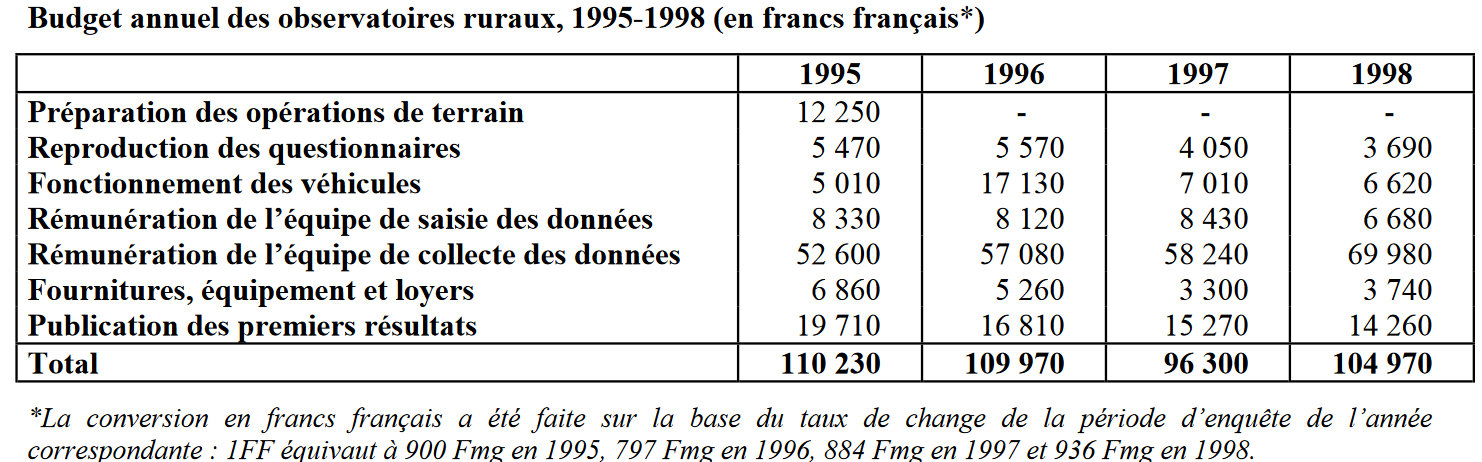 Budget annuel des observatoires ruraux, 1995-1998 (en francs français*)
1995 1996 1997 1998
Préparation des opérations de terrain 12 250 - - -
Reproduction des questionnaires 5 470 5 570 4 050 3 690
Fonctionnement des véhicules 5 010 17 130 7 010 6 620
Rémunération de l’équipe de saisie des données 8 330 8 120 8 430 6 680
Rémunération de l’équipe de collecte des données 52 600 57 080 58 240 69 980
Fournitures, équipement et loyers 6 860 5 260 3 300 3 740
Publication des premiers résultats 19 710 16 810 15 270 14 260
Total 110 230 109 970 96 300 104 970
*La conversion en francs français a été faite sur la base du taux de change de la période d’enquête de l’année
correspondante : 1FF équivaut à 900 Fmg en 1995, 797 Fmg en 1996, 884 Fmg en 1997 et 936 Fmg en 1998.